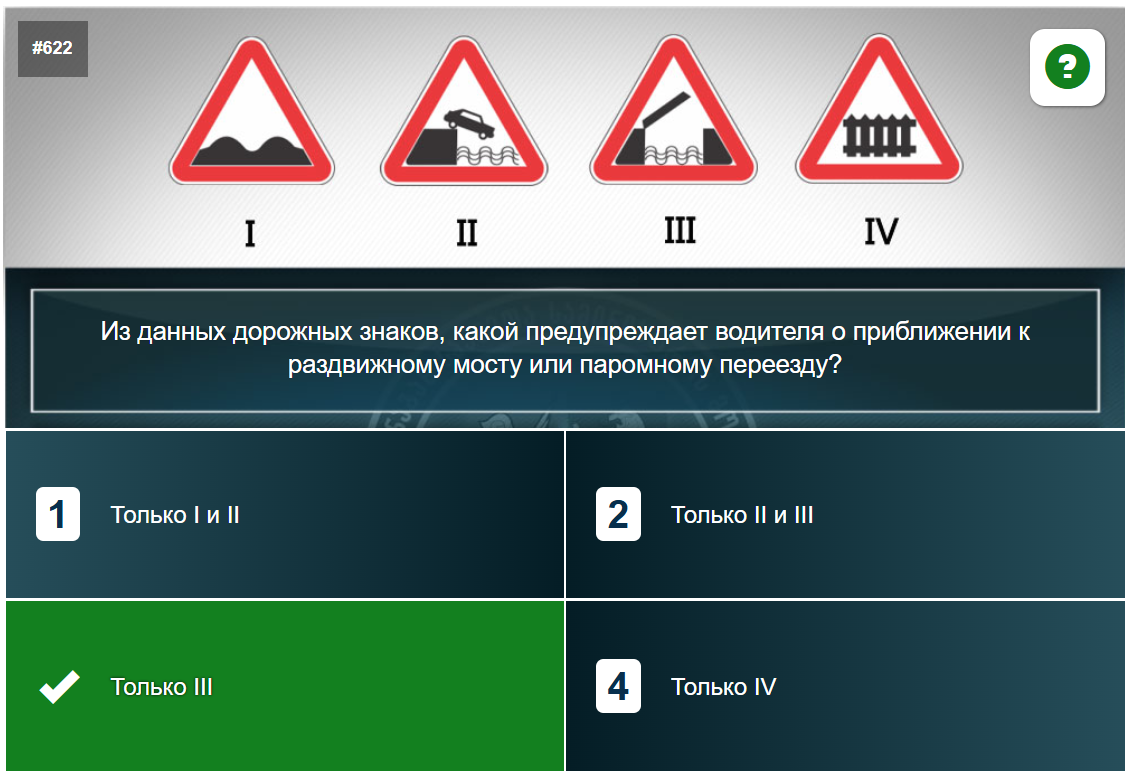 #622
?
I
II
III
IV
Из данных дорожных знаков, какой предупреждает водителя о приближении к
раздвижному мосту или паромному переезду?
1 Только I и II
2 Только II и III
Только III
4 Только IV